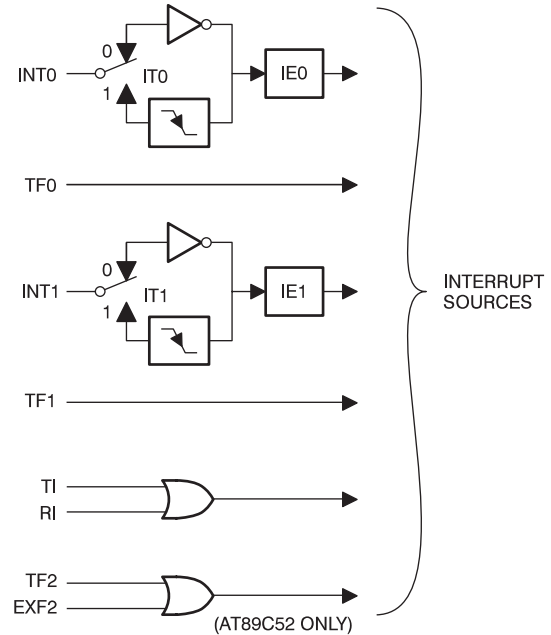 0
INT0
IT0
1
IE0
TF0
0
INT1
IT1
1
IE1
INTERRUPT
SOURCES
TF1
TI
RI
TF2
EXF2
(AT89C52 ONLY)